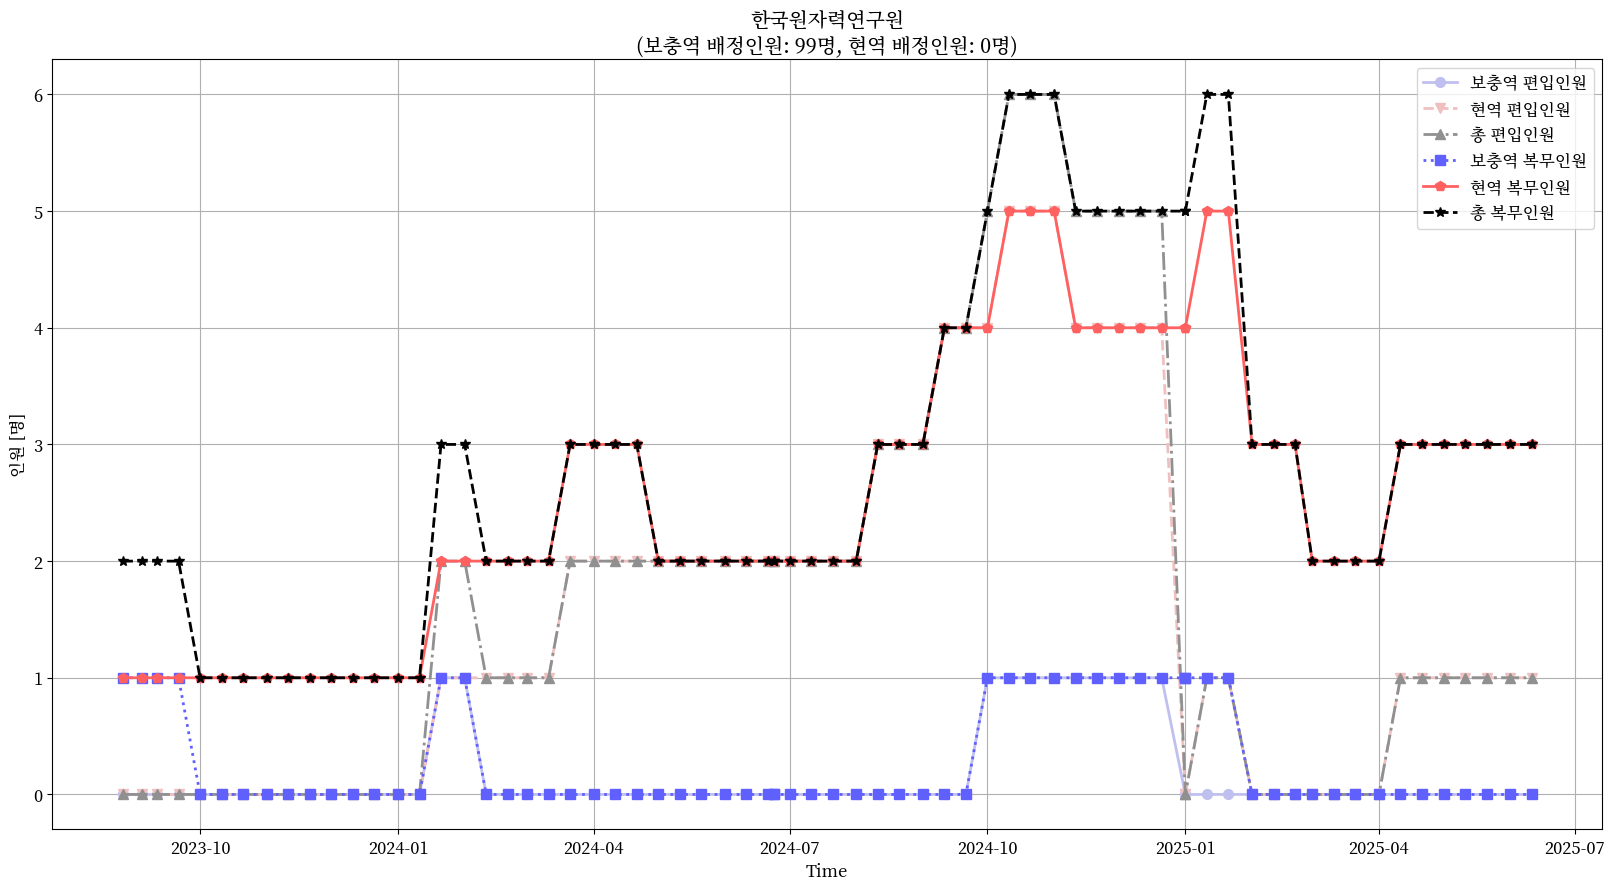 한국원자력연구원
(보충역 배정인원: 99명, 현역 배정인원: 0명)
보충역 편입인원
현역 편입인원
총 편입인원
보충역 복무인원
현역 복무인원
총 복무인원
인원 [명]
6
5
4
3
2
1
0
2023-10
2024-01
2024-04
2024-07
2024-10
2025-01
2025-04
2025-07
Time